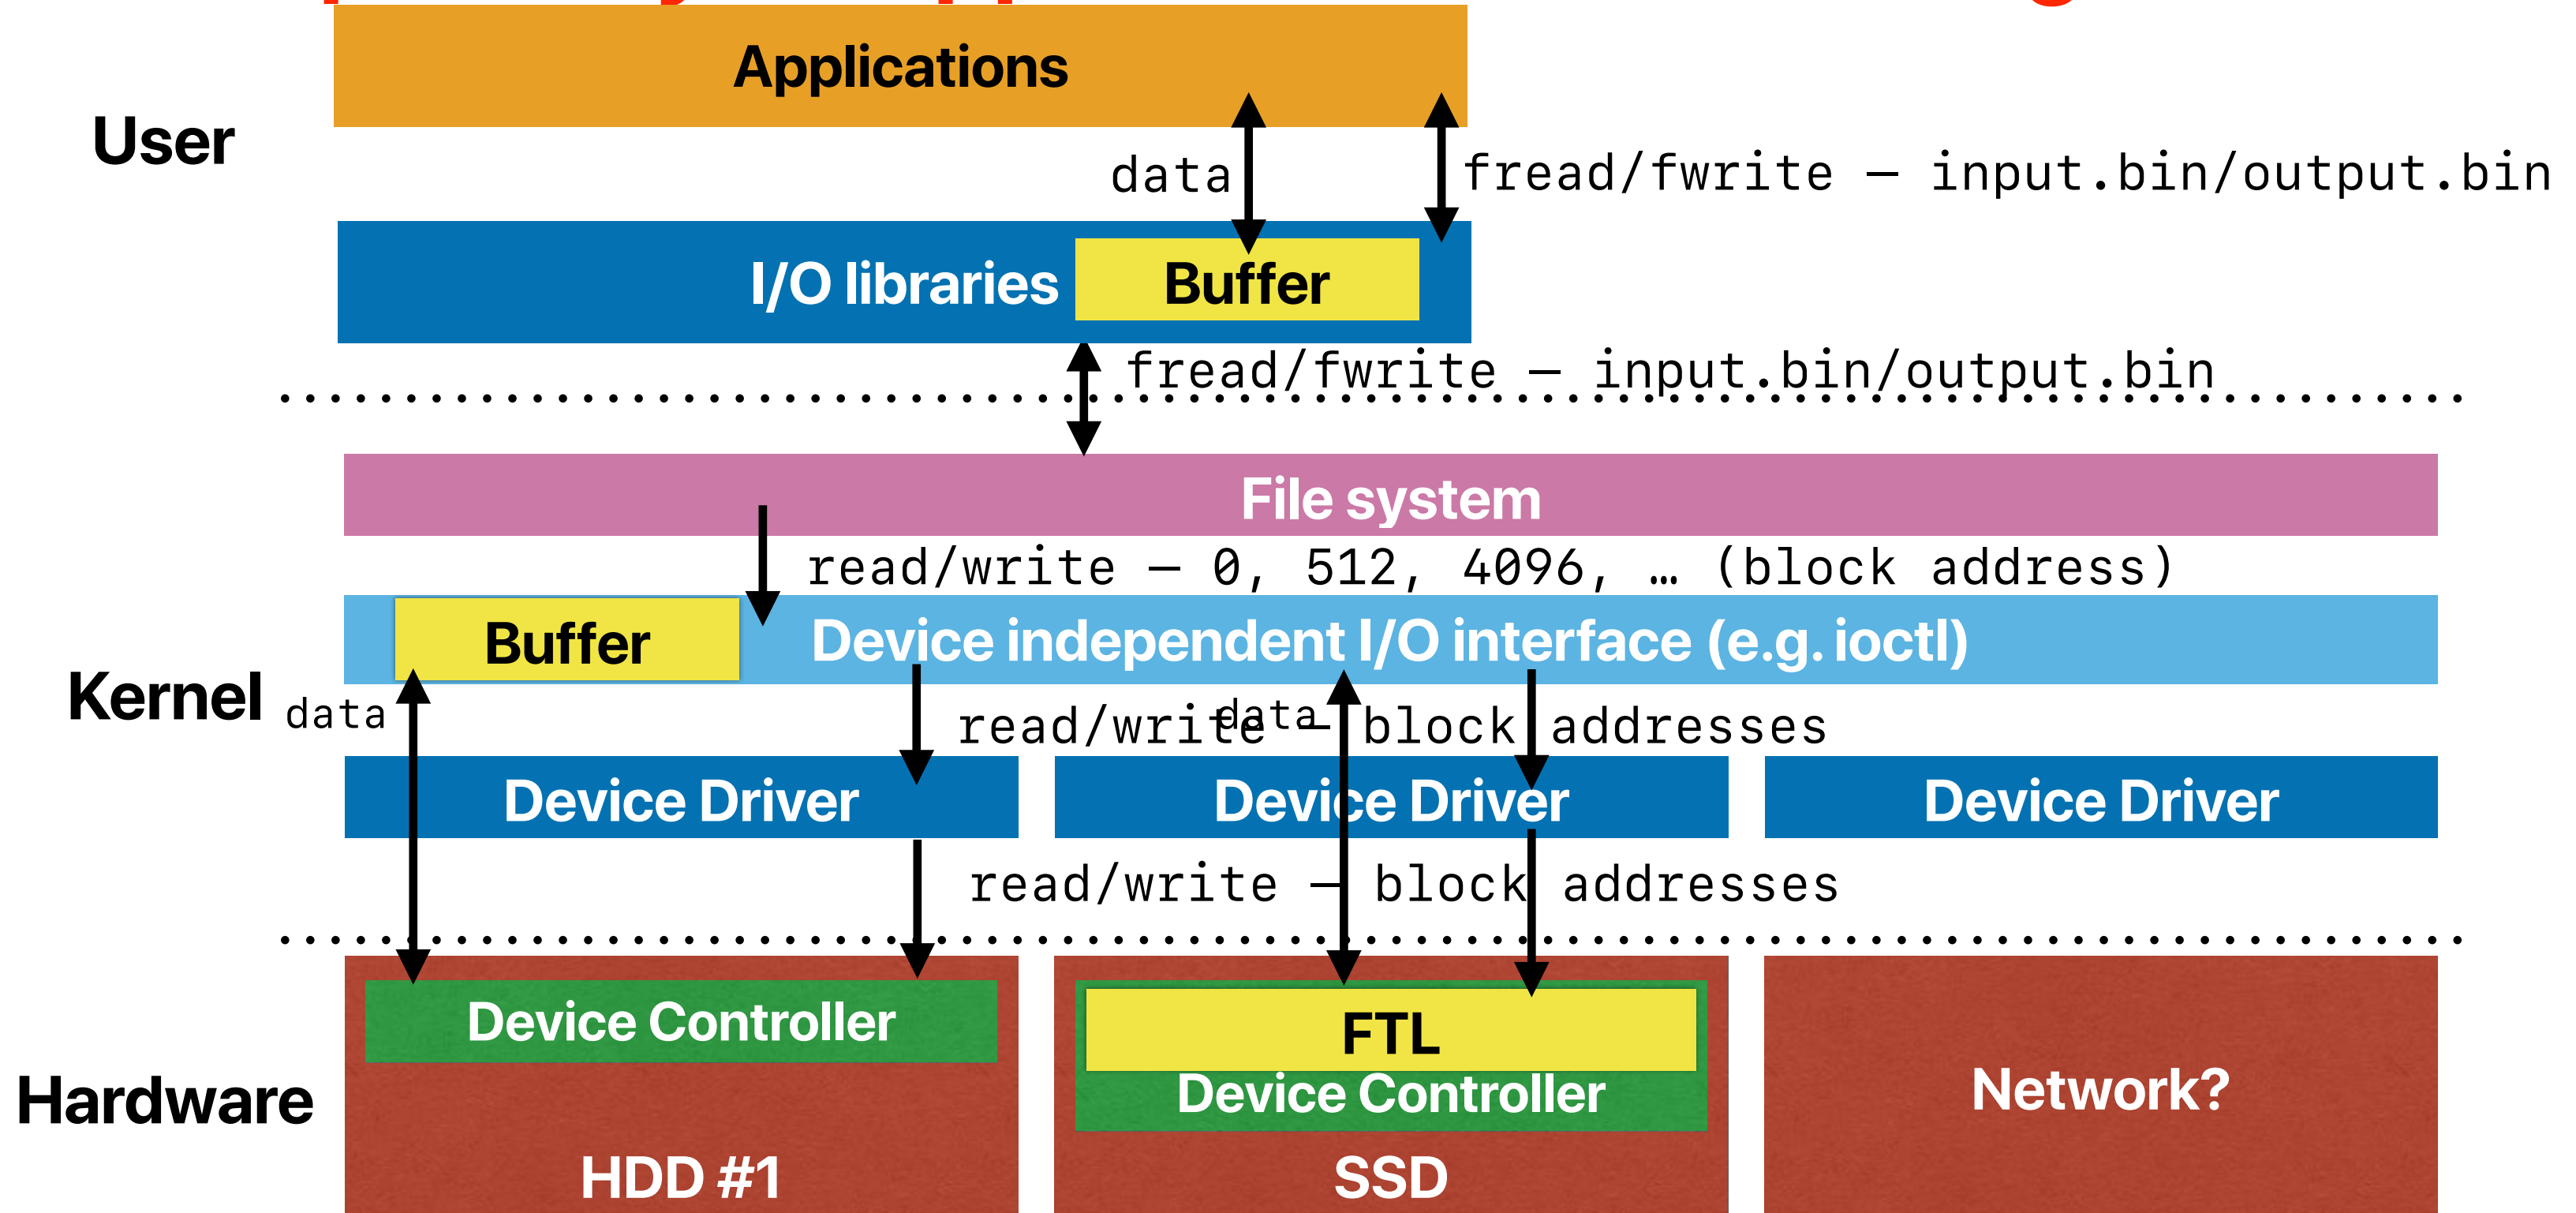 Applications
User
data
fread/fwrite — input.bin/output.bin
I/O libraries
Buffer
fread/fwrite — input.bin/output.bin
File system
read/write — 0, 512, 4096, … (block address)
Buffer
Device independent I/O interface (e.g. ioctl)
Kernel
data
data
read/write — block addresses
Device Driver
Device Driver
Device Driver
read/write — block addresses
Device Controller
FTL
Device Controller
Network?
Hardware
HDD #1
SSD